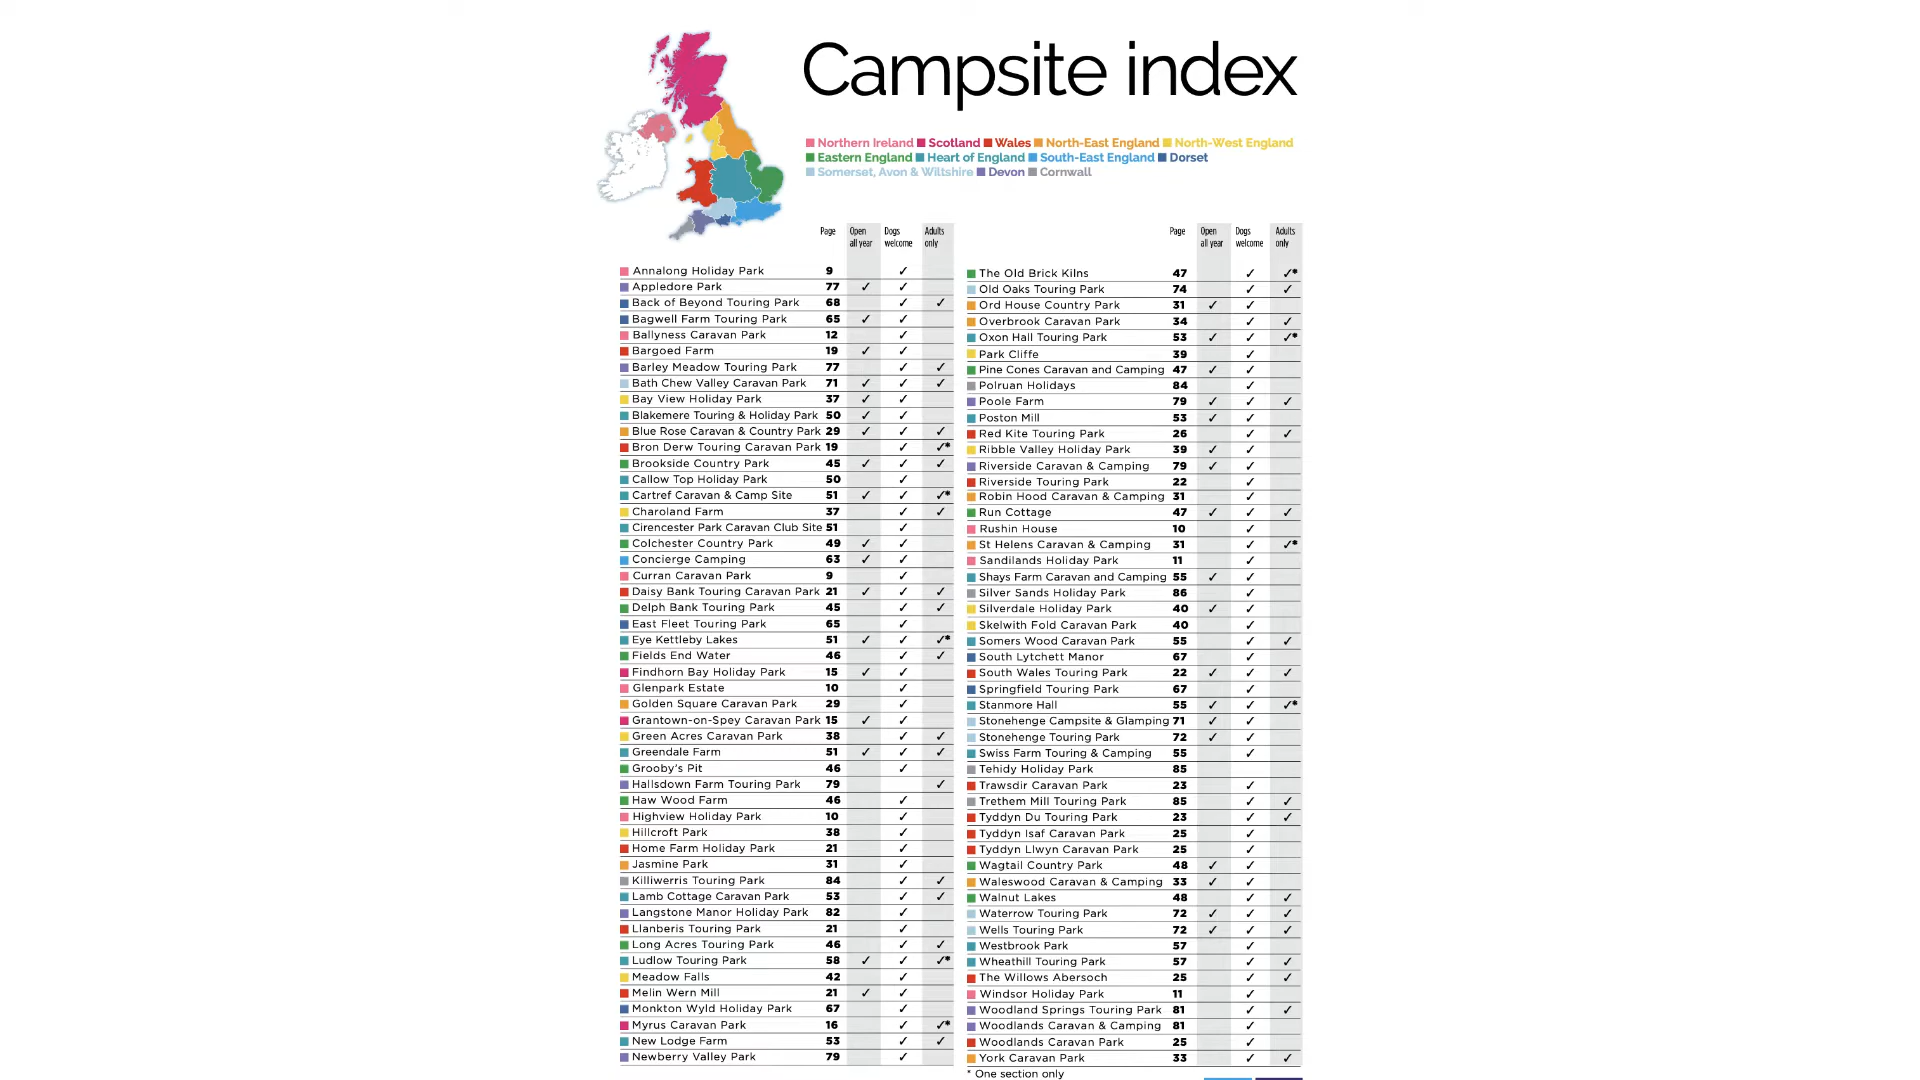 Campsite index
Northern Ireland Scotland Wales North-East England North-West England
Eastern England Heart of England South-East England Dorset
Somerset, Avon & Wiltshire Devon Cornwall
Page Open all year Dogs welcome Adults only
Annalong Holiday Park 9 ✓
Appledore Park 77 ✓ ✓
Back of Beyond Touring Park 68 ✓ ✓
Bagwell Farm Touring Park 65 ✓ ✓
Ballyness Caravan Park 12 ✓
Bargoed Farm 19 ✓ ✓
Barley Meadow Touring Park 77 ✓ ✓
Bath Chew Valley Caravan Park 71 ✓ ✓ ✓
Bay View Holiday Park 37 ✓ ✓
Blakemere Touring & Holiday Park 50 ✓ ✓
Blue Rose Caravan & Country Park 29 ✓ ✓ ✓
Bron Derw Touring Caravan Park 19 ✓ ✓*
Brookside Country Park 45 ✓ ✓ ✓
Callow Top Holiday Park 50 ✓
Cartref Caravan & Camp Site 51 ✓ ✓ ✓*
Charoland Farm 37 ✓ ✓
Cirencester Park Caravan Club Site 51 ✓
Colchester Country Park 49 ✓ ✓
Concierge Camping 63 ✓ ✓
Curran Caravan Park 9 ✓
Daisy Bank Touring Caravan Park 21 ✓ ✓ ✓
Delph Bank Touring Park 45 ✓ ✓
East Fleet Touring Park 65 ✓
Eye Kettleby Lakes 51 ✓ ✓ ✓*
Fields End Water 46 ✓ ✓
Findhorn Bay Holiday Park 15 ✓ ✓
Glenpark Estate 10 ✓
Golden Square Caravan Park 29 ✓
Grantown-on-Spey Caravan Park 15 ✓ ✓
Green Acres Caravan Park 38 ✓ ✓
Greendale Farm 51 ✓ ✓ ✓
Grooby's Pit 46 ✓
Hallsdown Farm Touring Park 79 ✓
Haw Wood Farm 46 ✓
Highview Holiday Park 10 ✓
Hillcroft Park 38 ✓
Home Farm Holiday Park 21 ✓
Jasmine Park 31 ✓
Killiwerris Touring Park 84 ✓ ✓
Lamb Cottage Caravan Park 53 ✓ ✓
Langstone Manor Holiday Park 82 ✓
Llanberis Touring Park 21 ✓
Long Acres Touring Park 46 ✓ ✓
Ludlow Touring Park 58 ✓ ✓ ✓*
Meadow Falls 42 ✓
Melin Wern Mill 21 ✓ ✓
Monkton Wyld Holiday Park 67 ✓
Myrus Caravan Park 16 ✓ ✓*
New Lodge Farm 53 ✓ ✓
Newberry Valley Park 79 ✓
Page Open all year Dogs welcome Adults only
The Old Brick Kilns 47 ✓ ✓*
Old Oaks Touring Park 74 ✓ ✓
Ord House Country Park 31 ✓ ✓
Overbrook Caravan Park 34 ✓ ✓
Oxon Hall Touring Park 53 ✓ ✓ ✓*
Park Cliffe 39 ✓
Pine Cones Caravan and Camping 47 ✓ ✓
Polruan Holidays 84 ✓
Poole Farm 79 ✓ ✓ ✓
Poston Mill 53 ✓ ✓
Red Kite Touring Park 26 ✓ ✓
Ribble Valley Holiday Park 39 ✓ ✓
Riverside Caravan & Camping 79 ✓ ✓
Riverside Touring Park 22 ✓
Robin Hood Caravan & Camping 31 ✓
Run Cottage 47 ✓ ✓ ✓
Rushin House 10 ✓
St Helens Caravan & Camping 31 ✓ ✓*
Sandilands Holiday Park 11 ✓
Shays Farm Caravan and Camping 55 ✓ ✓
Silver Sands Holiday Park 86 ✓
Silverdale Holiday Park 40 ✓ ✓
Skelwith Fold Caravan Park 40 ✓
Somers Wood Caravan Park 55 ✓ ✓
South Lytchett Manor 67 ✓
South Wales Touring Park 22 ✓ ✓ ✓
Springfield Touring Park 67 ✓
Stanmore Hall 55 ✓ ✓ ✓*
Stonehenge Campsite & Glamping 71 ✓ ✓
Stonehenge Touring Park 72 ✓ ✓
Swiss Farm Touring & Camping 55 ✓
Tehidy Holiday Park 85
Trawsdir Caravan Park 23 ✓
Trethem Mill Touring Park 85 ✓ ✓
Tyddyn Du Touring Park 23 ✓ ✓
Tyddyn Isaf Caravan Park 25 ✓
Tyddyn Llwyn Caravan Park 25 ✓
Wagtail Country Park 48 ✓ ✓
Waleswood Caravan & Camping 33 ✓ ✓
Walnut Lakes 48 ✓ ✓
Waterrow Touring Park 72 ✓ ✓ ✓
Wells Touring Park 72 ✓ ✓ ✓
Westbrook Park 57 ✓
Wheathill Touring Park 57 ✓ ✓
The Willows Abersoch 25 ✓ ✓
Windsor Holiday Park 11 ✓
Woodland Springs Touring Park 81 ✓ ✓
Woodlands Caravan & Camping 81 ✓
Woodlands Caravan Park 25 ✓
York Caravan Park 33 ✓ ✓
* One section only